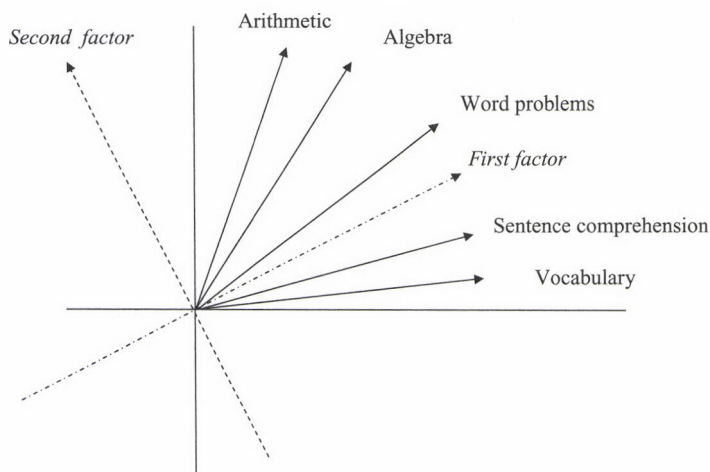 Arithmetic
Second factor
Algebra
Word problems
First factor
Sentence comprehension
Vocabulary